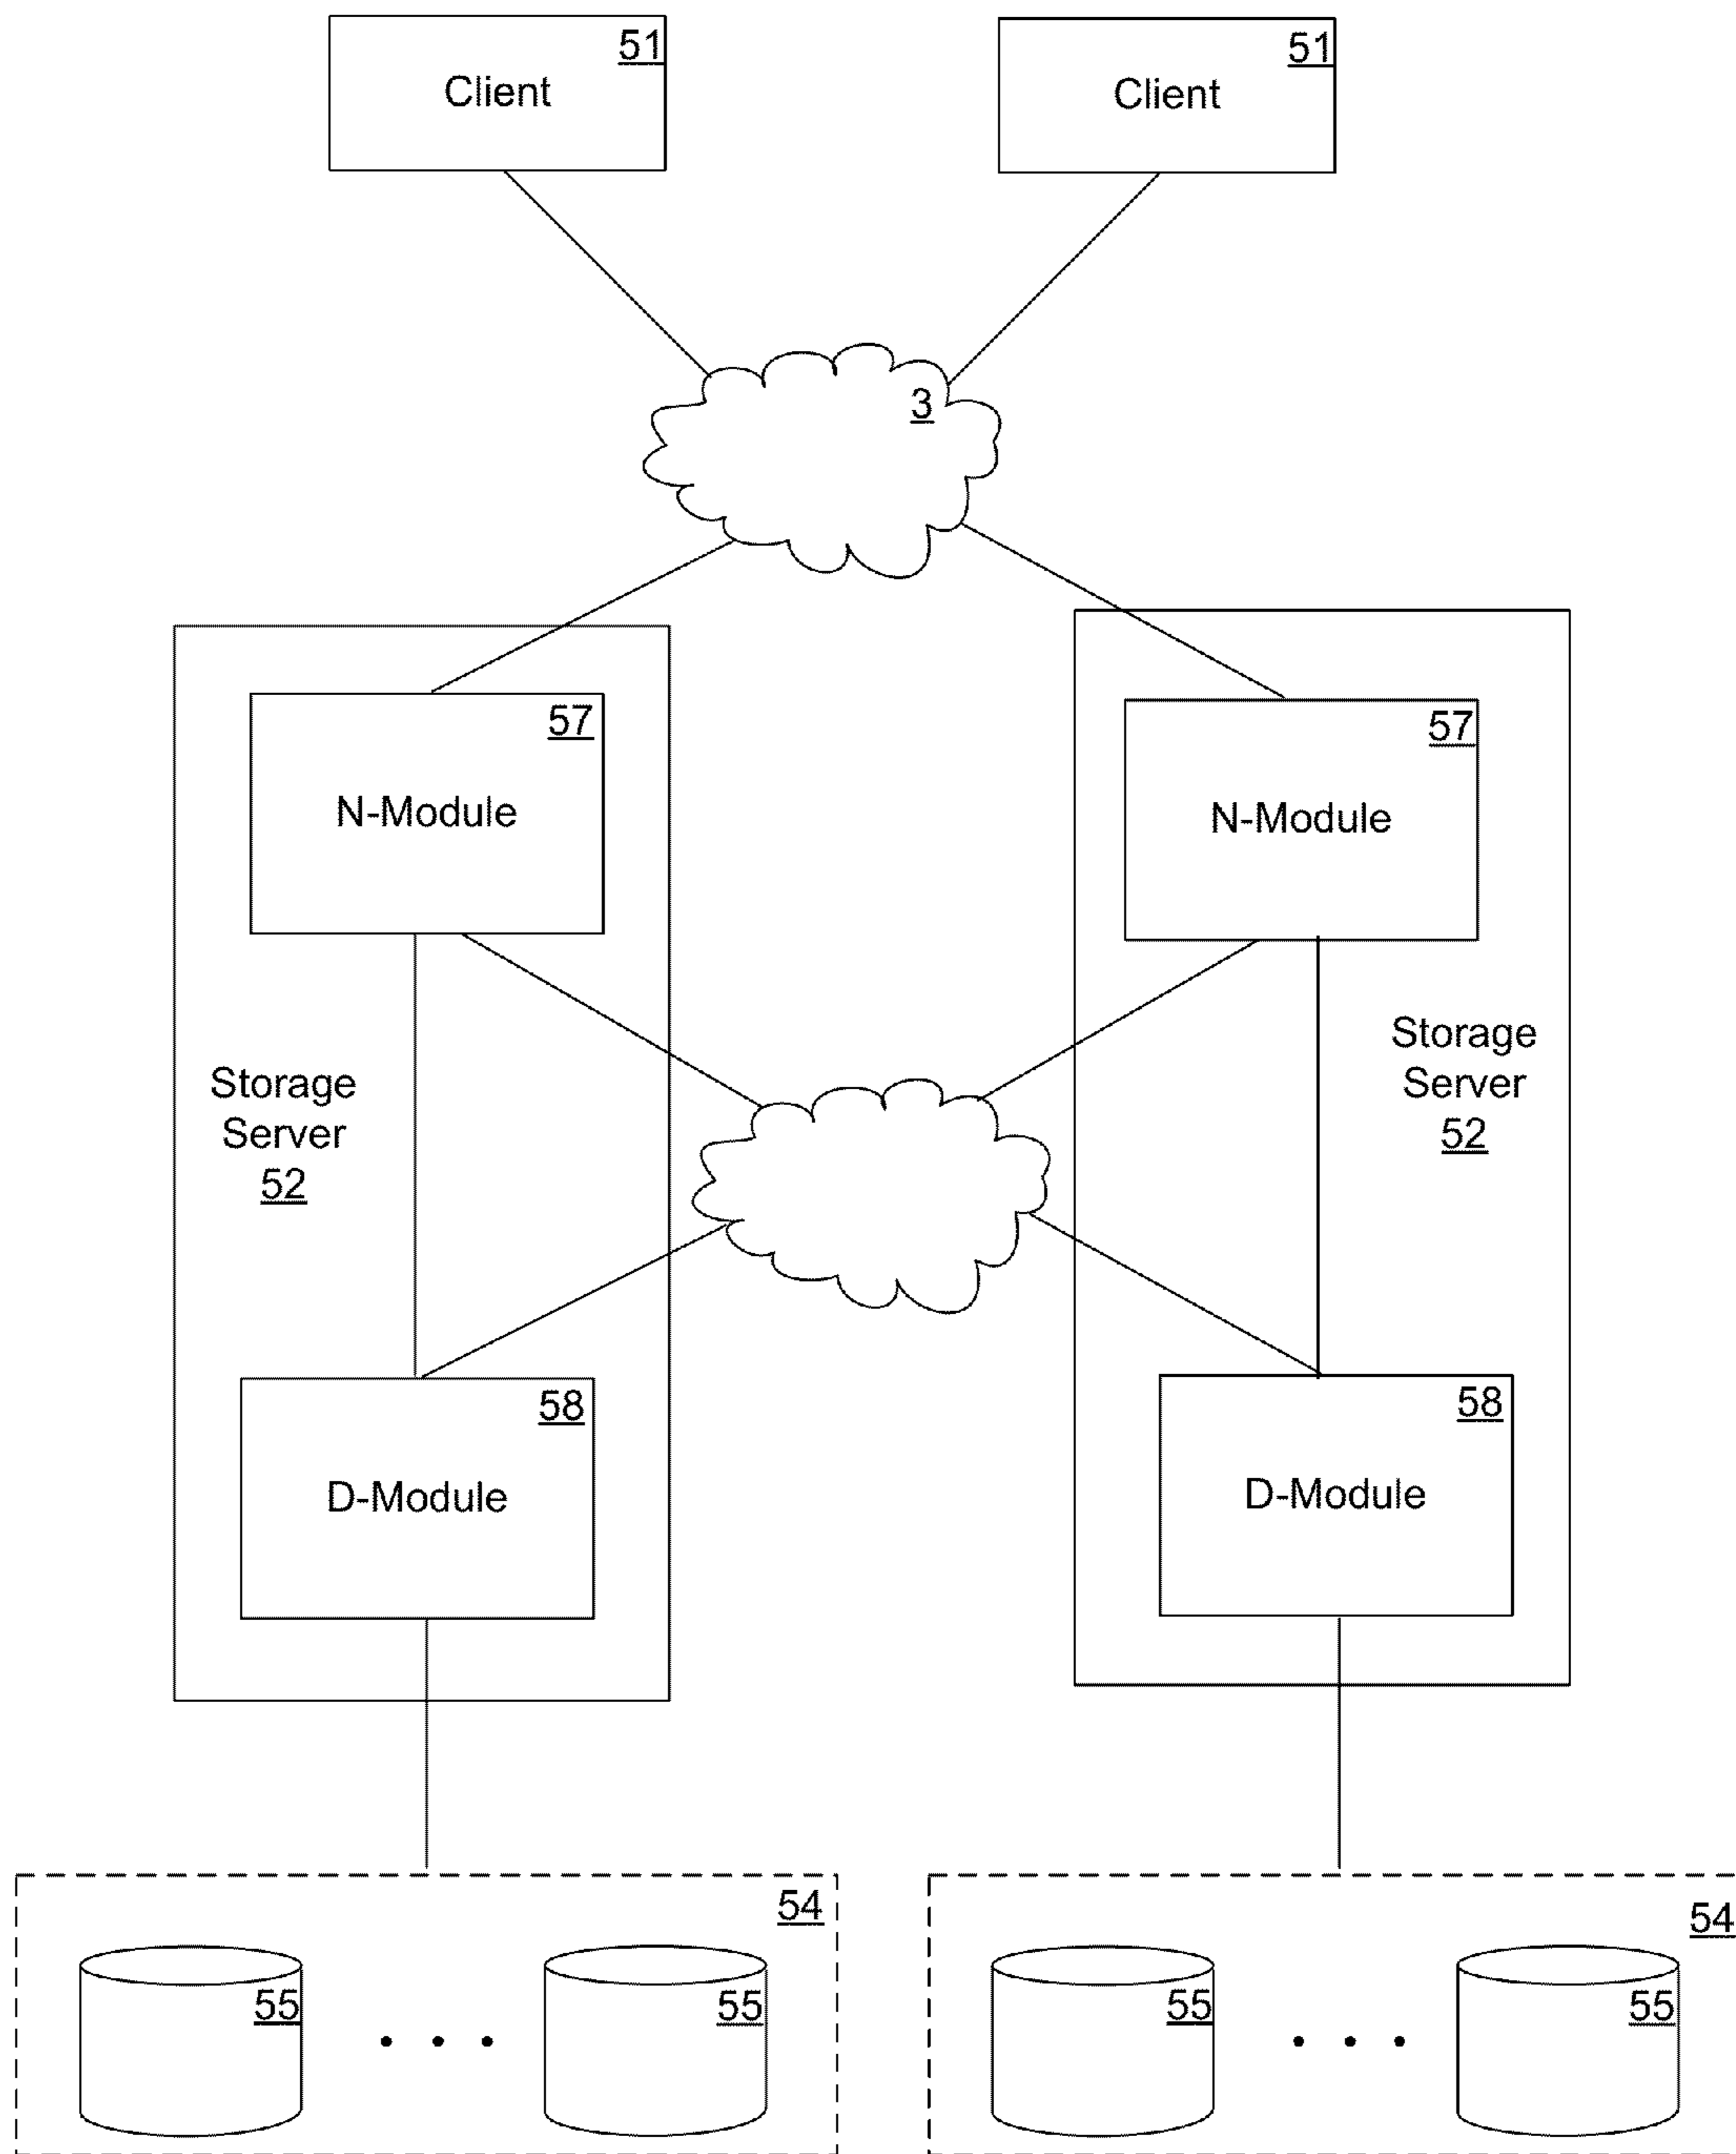 51
Client
51
Client
3
57
N-Module
57
N-Module
Storage
Server
52
Storage
Server
52
58
D-Module
58
D-Module
54
55
55
54
55
55